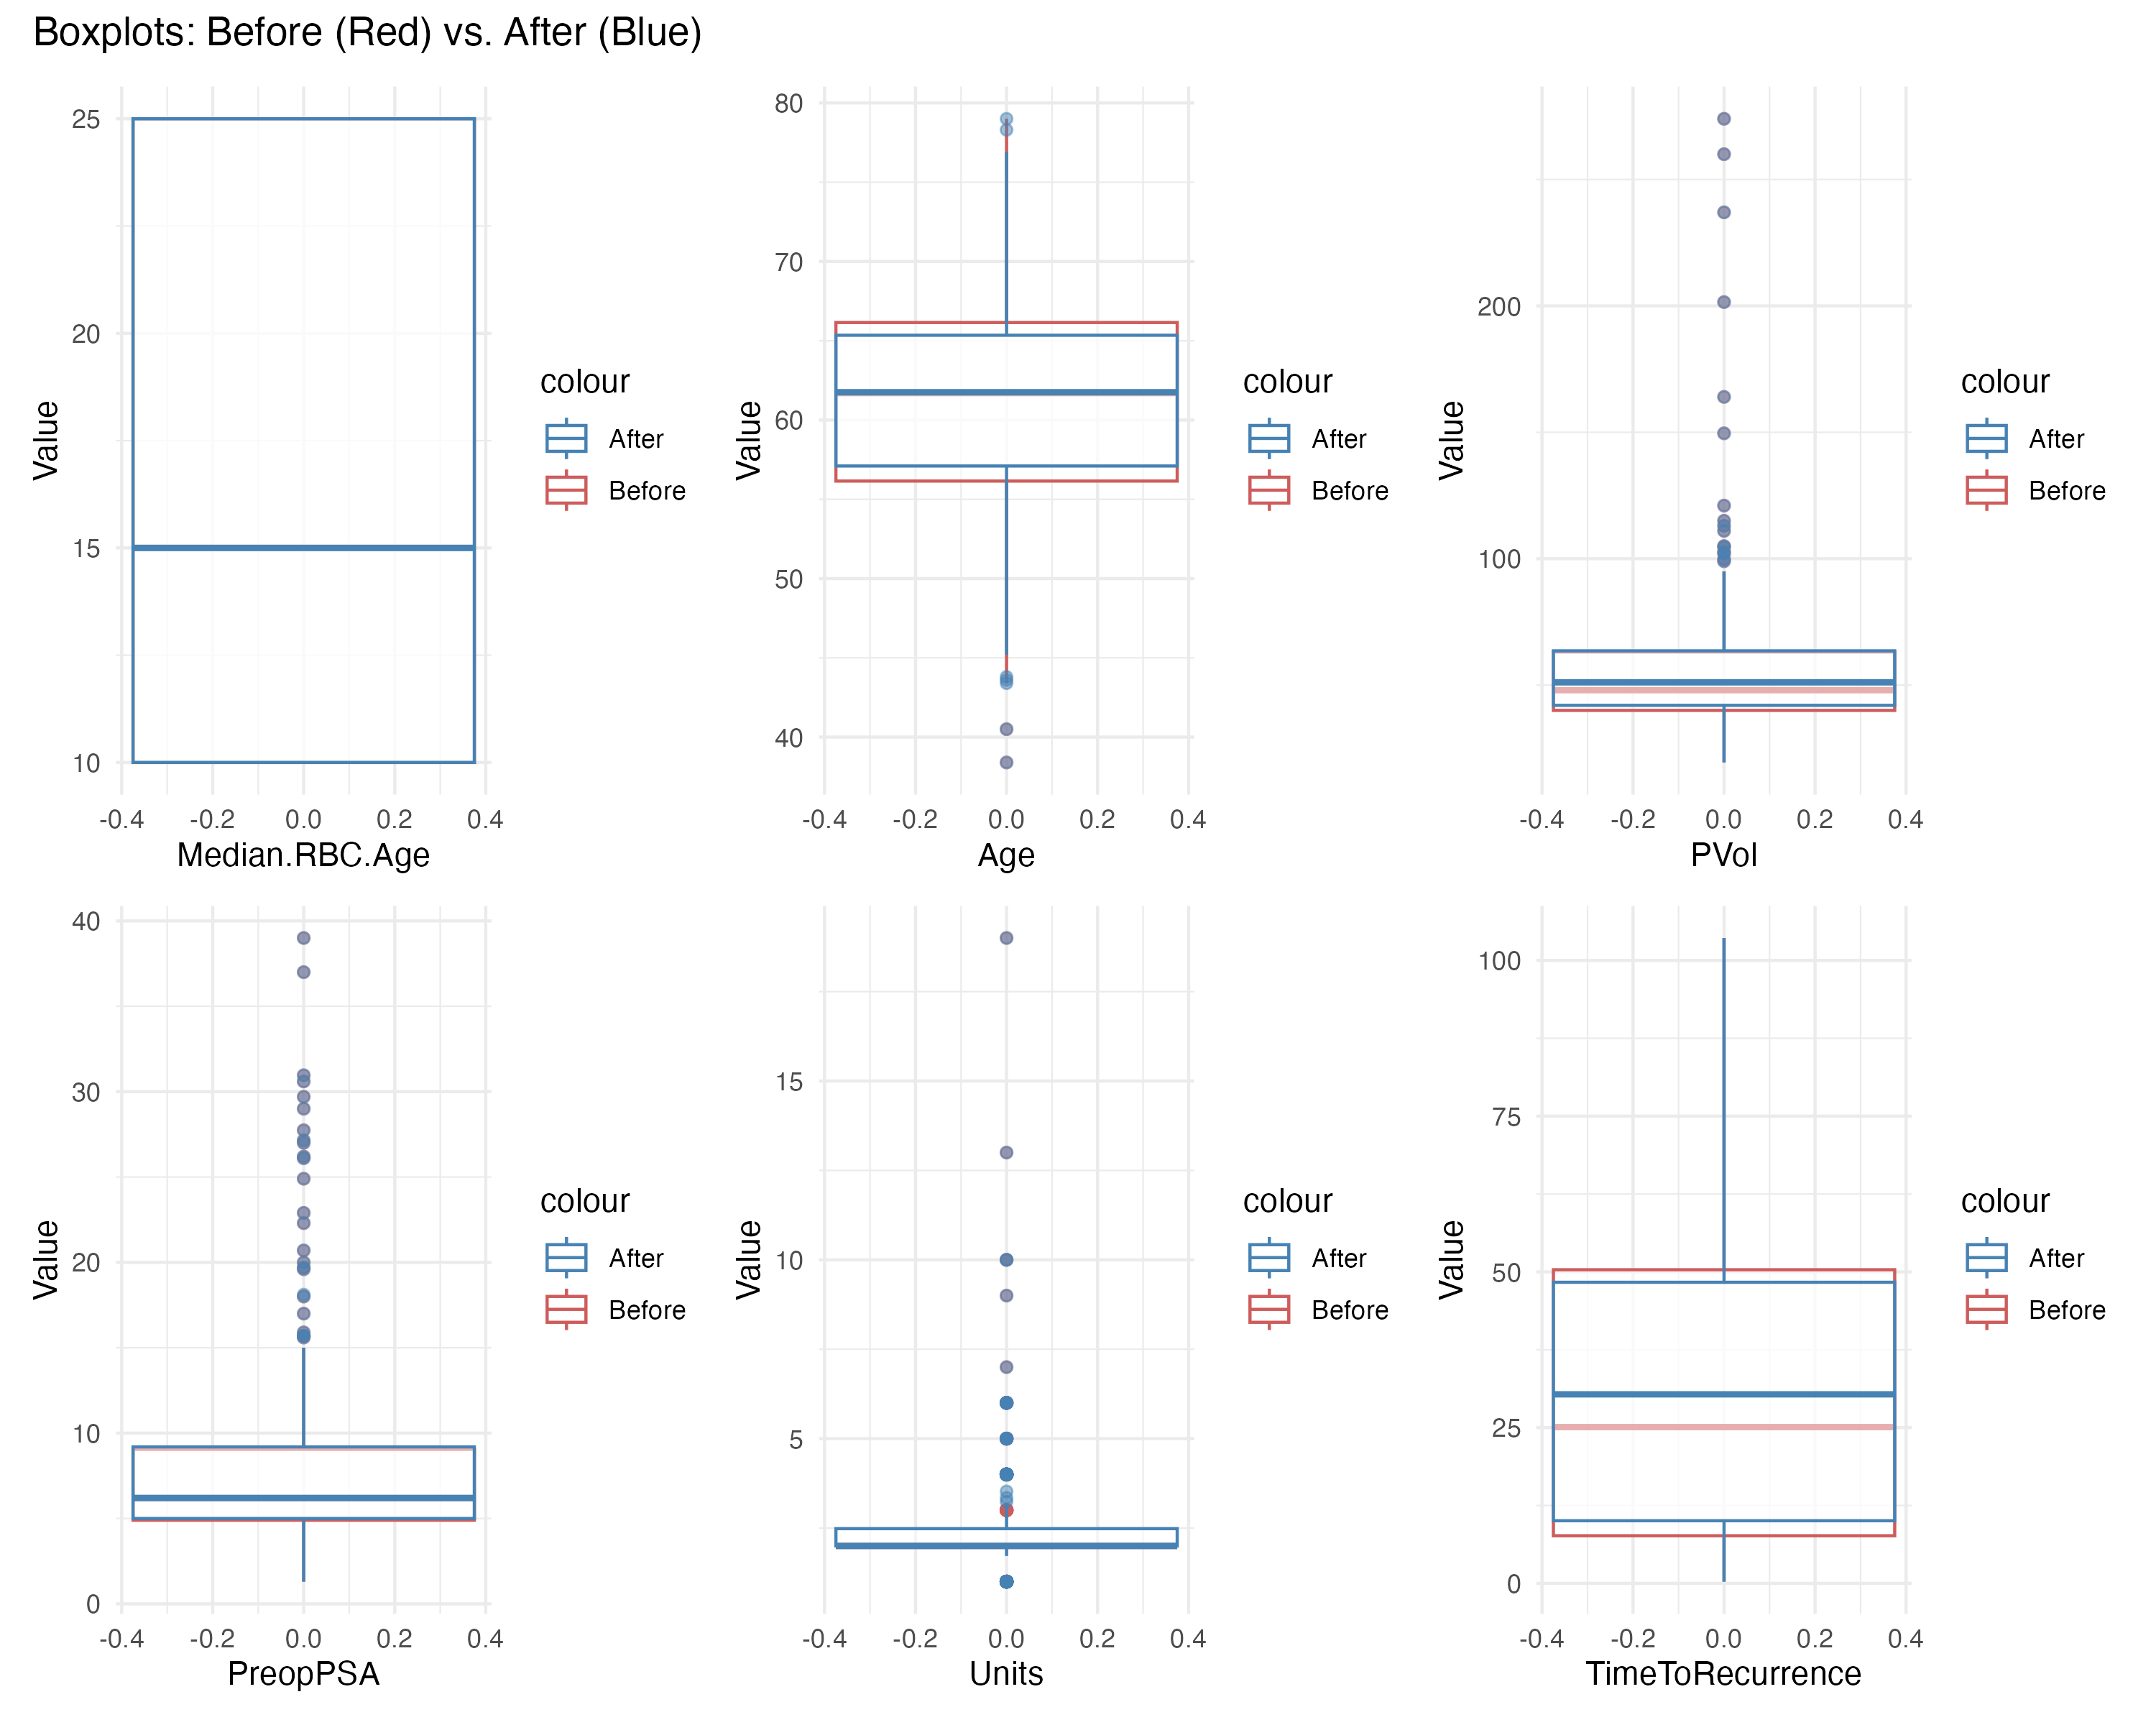 Boxplots: Before (Red) vs. After (Blue)
Value
25
20
15
10
-0.4 -0.2 0.0 0.2 0.4
Median.RBC.Age
colour
After
Before
Value
80
70
60
50
40
-0.4 -0.2 0.0 0.2 0.4
Age
colour
After
Before
Value
200
100
-0.4 -0.2 0.0 0.2 0.4
PVol
colour
After
Before
Value
40
30
20
10
0
-0.4 -0.2 0.0 0.2 0.4
PreopPSA
colour
After
Before
Value
15
10
5
-0.4 -0.2 0.0 0.2 0.4
Units
colour
After
Before
Value
100
75
50
25
0
-0.4 -0.2 0.0 0.2 0.4
TimeToRecurrence
colour
After
Before